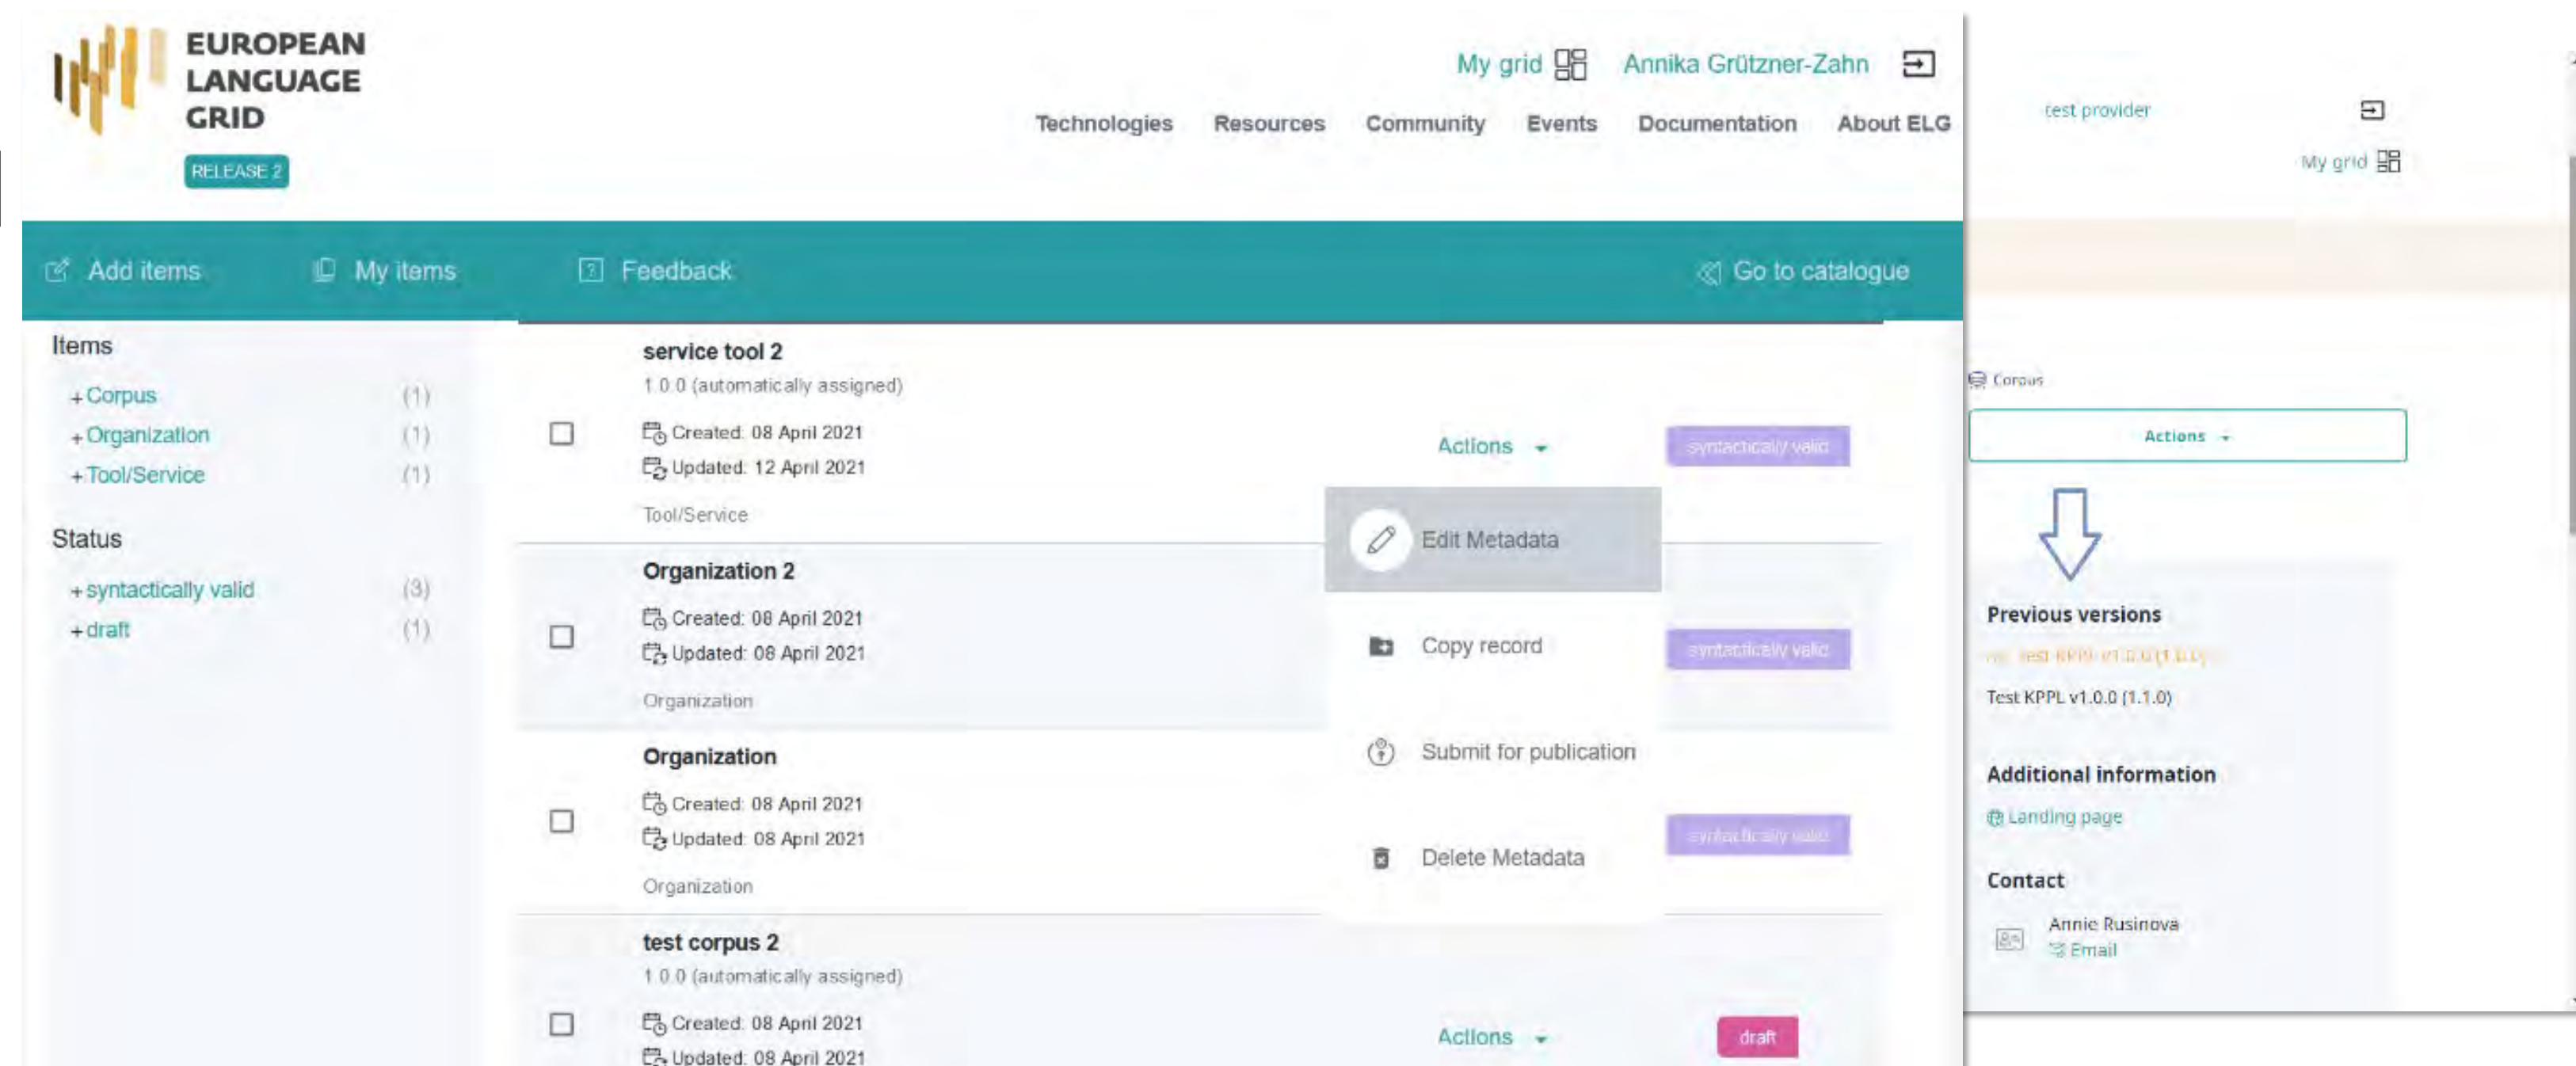 EUROPEAN
LANGUAGE
GRID
RELEASE 2
My grid
Annika Grützner-Zahn
Technologies Resources Community Events Documentation About ELG
Add items My items Feedback Go to catalogue
Items
+ Corpus (1)
+ Organization (1)
+ Tool/Service (1)
Status
+ syntactically valid (3)
+ draft (1)
service tool 2
1.0.0 (automatically assigned)
Created: 08 April 2021
Updated: 12 April 2021
Tool/Service
Actions
syntactically valid
Edit Metadata
Copy record
Submit for publication
Delete Metadata
Organization 2
Created: 08 April 2021
Updated: 08 April 2021
Organization
syntactically valid
Organization
Created: 08 April 2021
Updated: 08 April 2021
Organization
syntactically valid
test corpus 2
1.0.0 (automatically assigned)
Created: 08 April 2021
Updated: 08 April 2021
Actions
draft
test provider
My grid
Corpus
Actions
Previous versions
Test KPPL v1.0.0 (1.1.0)
Additional information
Landing page
Contact
Annie Rusinova
Email